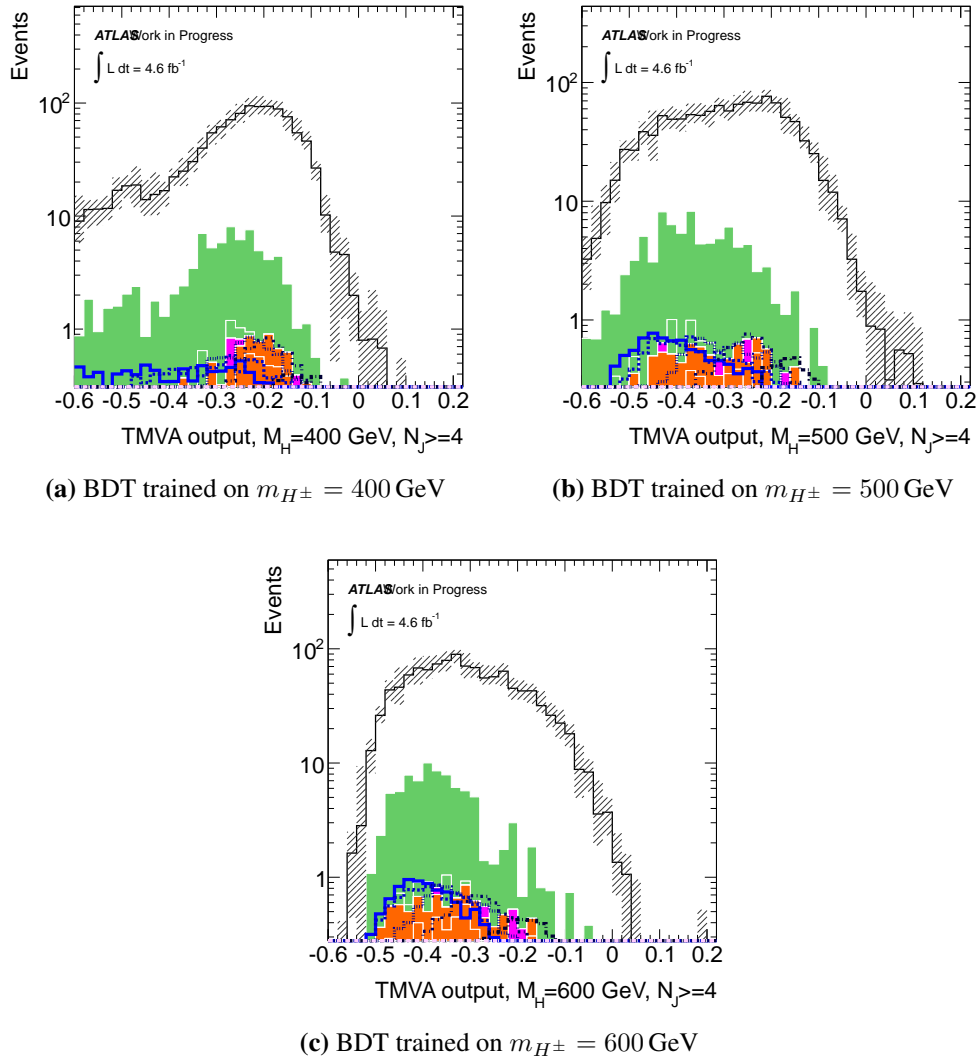 Events
ATLAS Work in Progress
∫ L dt = 4.6 fb⁻¹
10²
10
1
-0.6 -0.5 -0.4 -0.3 -0.2 -0.1 0 0.1 0.2
TMVA output, M_H=400 GeV, N_J>=4
(a) BDT trained on m_{H±} = 400 GeV
Events
ATLAS Work in Progress
∫ L dt = 4.6 fb⁻¹
10²
10
1
-0.6 -0.5 -0.4 -0.3 -0.2 -0.1 0 0.1 0.2
TMVA output, M_H=500 GeV, N_J>=4
(b) BDT trained on m_{H±} = 500 GeV
Events
ATLAS Work in Progress
∫ L dt = 4.6 fb⁻¹
10²
10
1
-0.6 -0.5 -0.4 -0.3 -0.2 -0.1 0 0.1 0.2
TMVA output, M_H=600 GeV, N_J>=4
(c) BDT trained on m_{H±} = 600 GeV